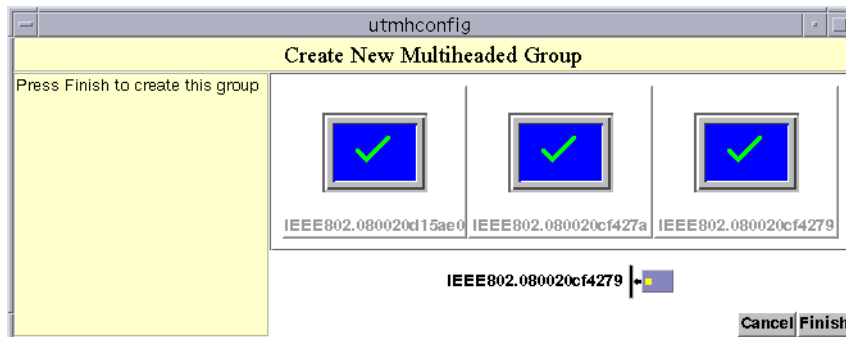 utmhconfig
Create New Multiheaded Group
Press Finish to create this group
IEEE802.080020d15ae0 IEEE802.080020cf427a IEEE802.080020cf4279
IEEE802.080020cf4279
Cancel Finish